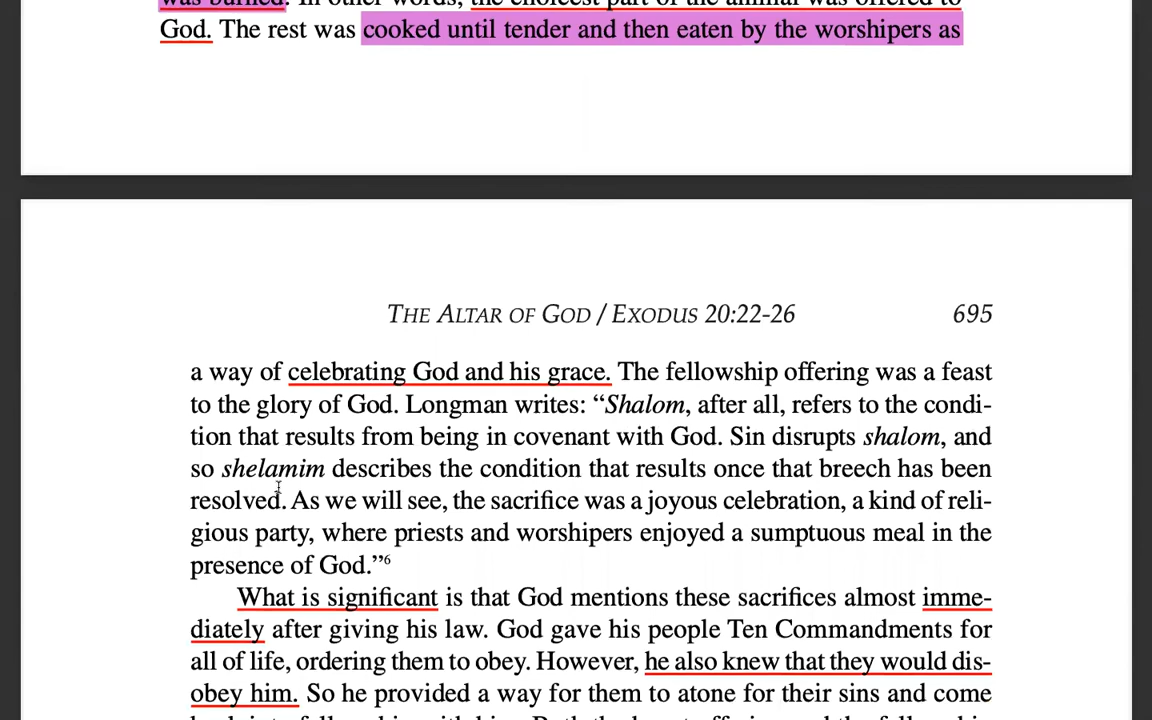 was burned. In other words, the choicest part of the animal was offered to
God. The rest was cooked until tender and then eaten by the worshipers as
THE ALTAR OF GOD / EXODUS 20:22-26 695
a way of celebrating God and his grace. The fellowship offering was a feast
to the glory of God. Longman writes: “Shalom, after all, refers to the condi-
tion that results from being in covenant with God. Sin disrupts shalom, and
so shelamim describes the condition that results once that breech has been
resolved. As we will see, the sacrifice was a joyous celebration, a kind of reli-
gious party, where priests and worshipers enjoyed a sumptuous meal in the
presence of God.”⁶
What is significant is that God mentions these sacrifices almost imme-
diately after giving his law. God gave his people Ten Commandments for
all of life, ordering them to obey. However, he also knew that they would dis-
obey him. So he provided a way for them to atone for their sins and come